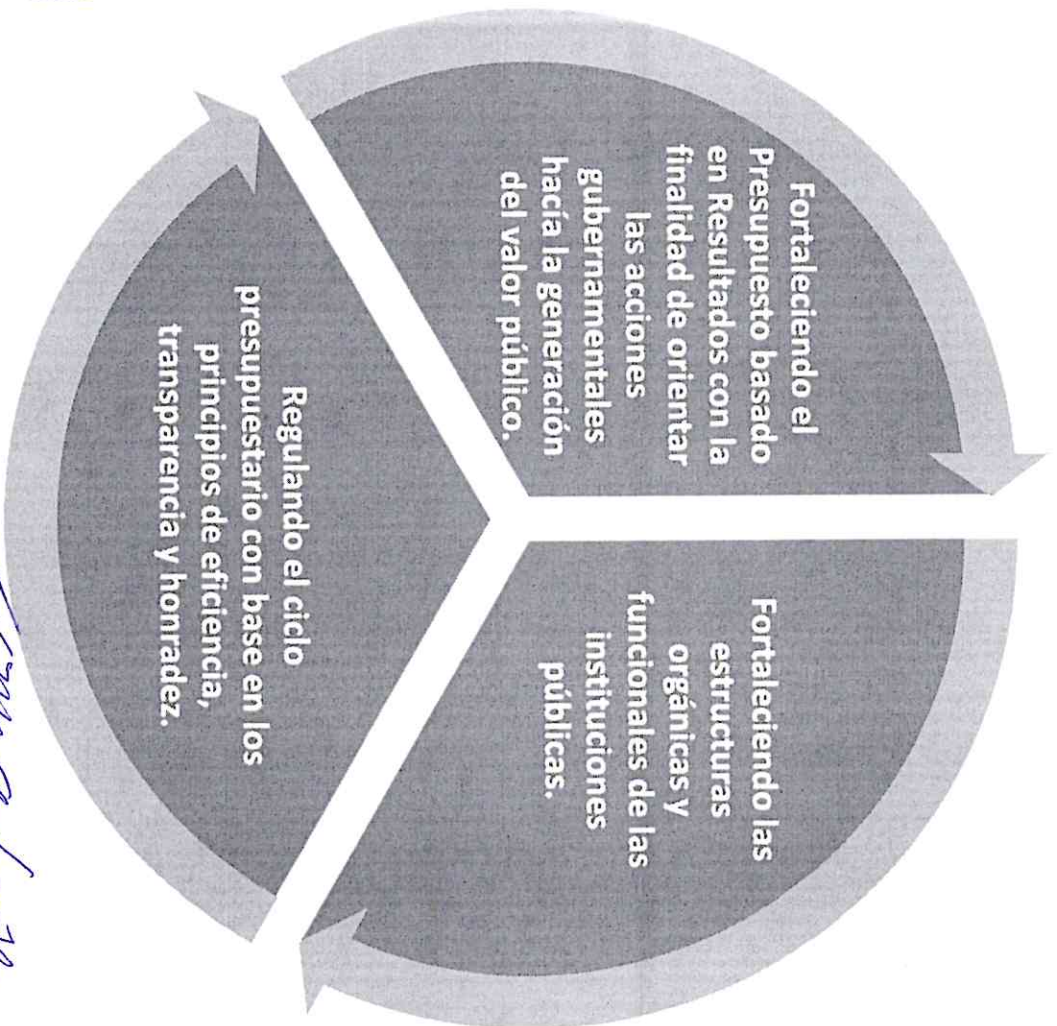 Fortaleciendo el
Presupuesto basado
en Resultados con la
finalidad de orientar
las acciones
gubernamentales
hacía la generación
del valor público.
Fortaleciendo las
estructuras
orgánicas y
funcionales de las
instituciones
públicas.
Regulando el ciclo
presupuestario con base en los
principios de eficiencia,
transparencia y honradez.